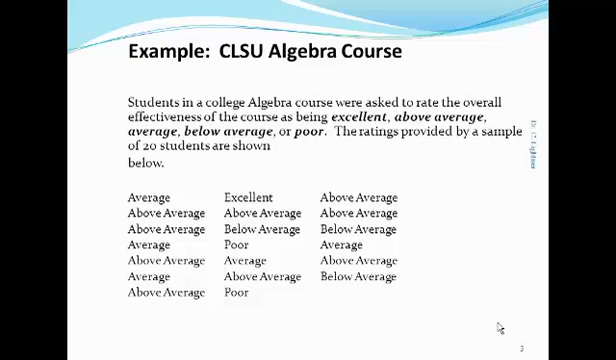 Example: CLSU Algebra Course
Students in a college Algebra course were asked to rate the overall
effectiveness of the course as being excellent, above average,
average, below average, or poor. The ratings provided by a sample
of 20 students are shown
below.
Average Excellent Above Average
Above Average Above Average Above Average
Above Average Below Average Below Average
Average Poor Average
Above Average Average Above Average
Average Above Average Below Average
Above Average Poor
Dr. C. Lightner
3